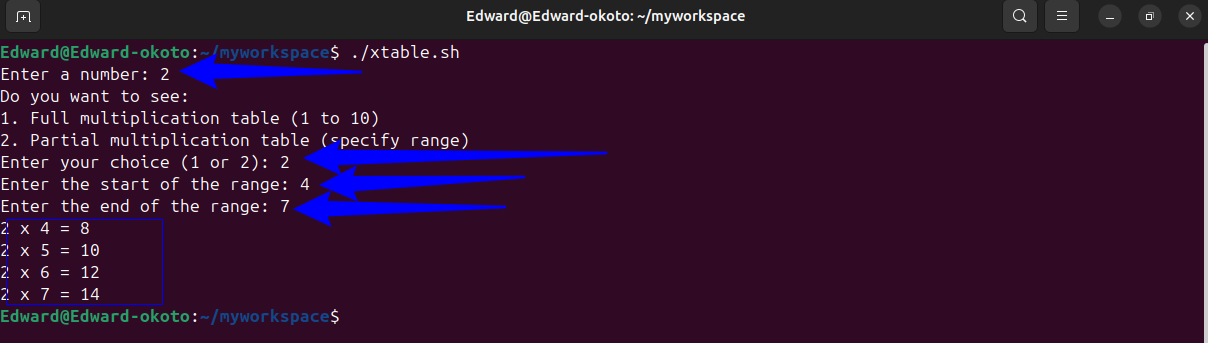 Edward@Edward-okoto: ~/myworkspace
Edward@Edward-okoto:~/myworkspace$ ./xtable.sh
Enter a number: 2
Do you want to see:
1. Full multiplication table (1 to 10)
2. Partial multiplication table (specify range)
Enter your choice (1 or 2): 2
Enter the start of the range: 4
Enter the end of the range: 7
2 x 4 = 8
2 x 5 = 10
2 x 6 = 12
2 x 7 = 14
Edward@Edward-okoto:~/myworkspace$